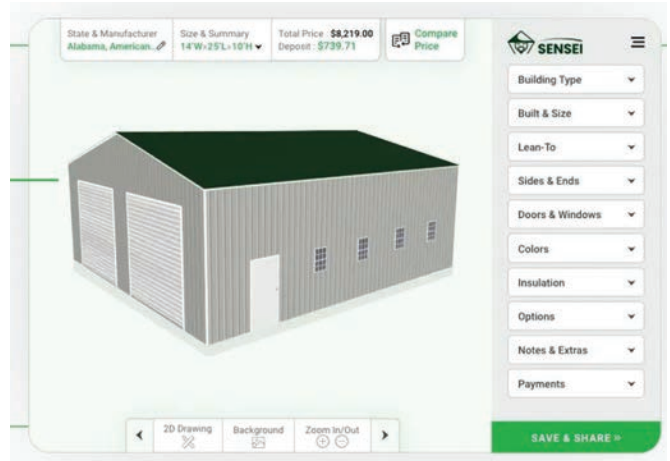 State & Manufacturer
Alabama, American..
Size & Summary
14'W×25'L×10'H
Total Price $8,219.00
Deposit : $739.71
Compare
Price
SENSEI
Building Type
Built & Size
Lean-To
Sides & Ends
Doors & Windows
Colors
Insulation
Options
Notes & Extras
Payments
2D Drawing
Background
Zoom In/Out
SAVE & SHARE »